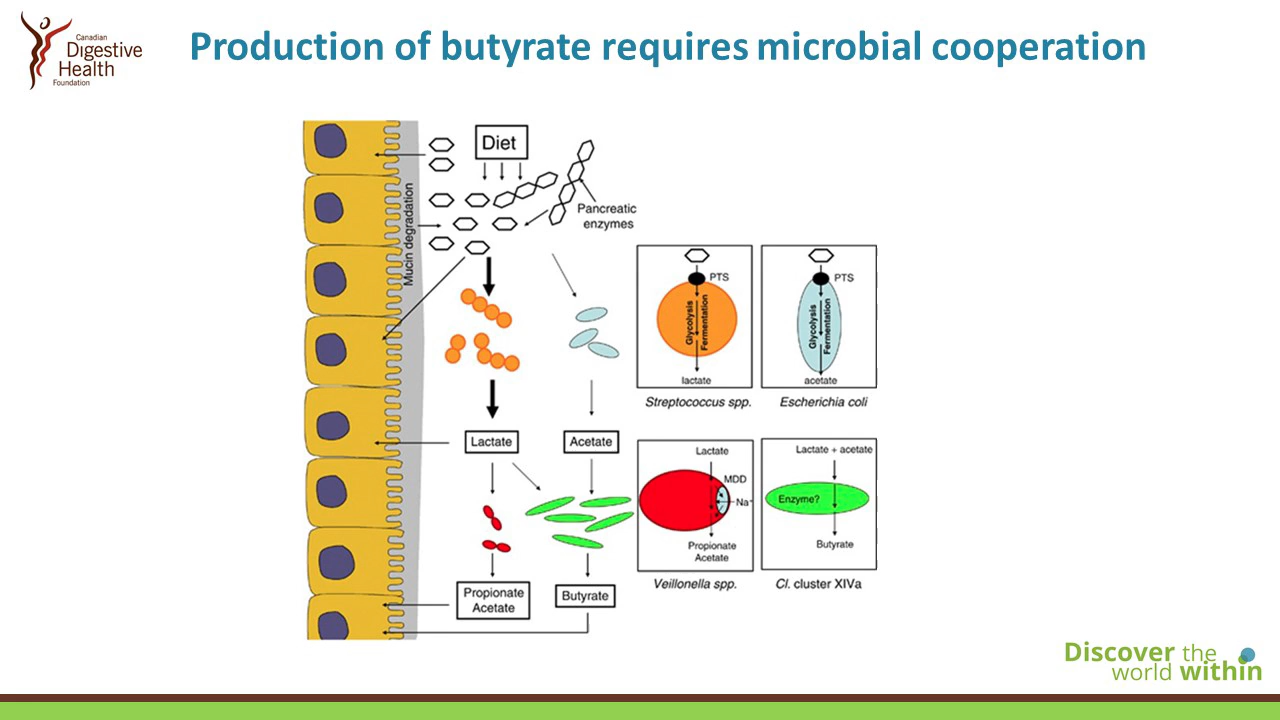 Canadian
Digestive
Health
Foundation
Production of butyrate requires microbial cooperation
Diet
Pancreatic
enzymes
Mucin degradation
PTS
Glycolysis
Fermentation
lactate
Streptococcus spp.
PTS
Glycolysis
Fermentation
acetate
Escherichia coli
Lactate
Acetate
Lactate
MDD
Na+
Propionate
Acetate
Veillonella spp.
Lactate + acetate
Enzyme?
Butyrate
Cl. cluster XIVa
Propionate
Acetate
Butyrate
Discover the
world within